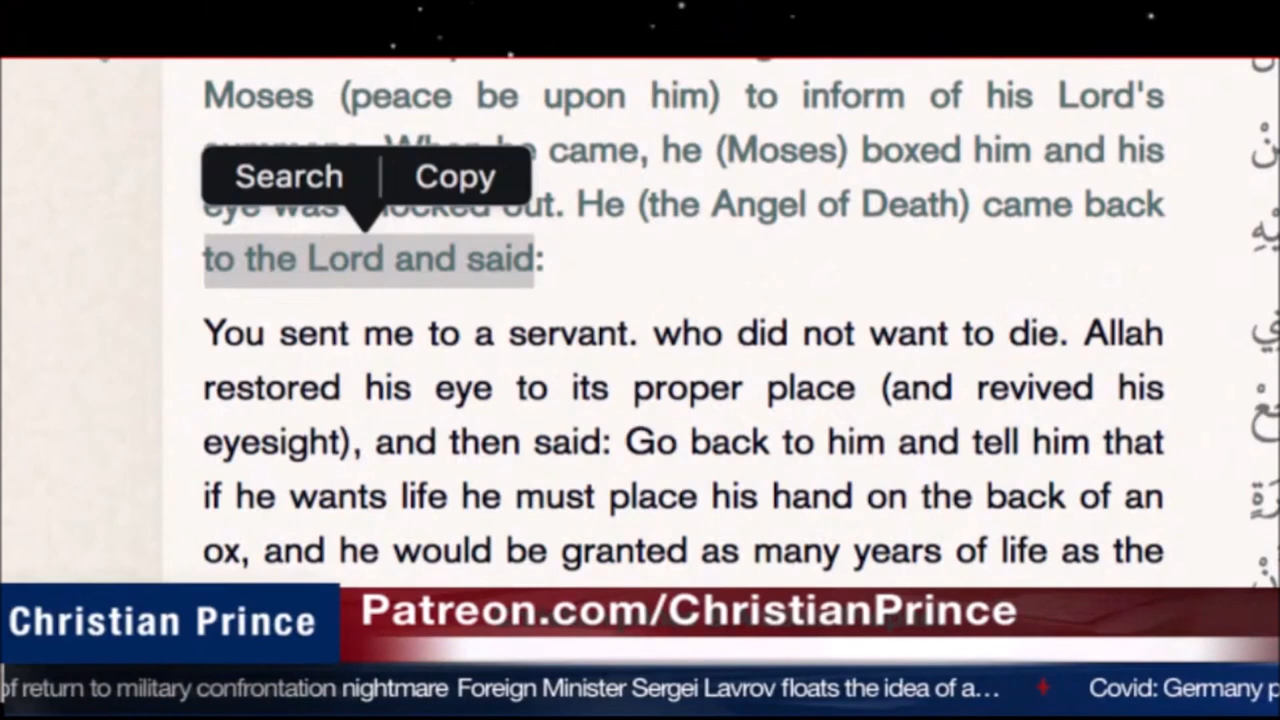 Moses (peace be upon him) to inform of his Lord's
came, he (Moses) boxed him and his
Search Copy
out. He (the Angel of Death) came back
to the Lord and said:
You sent me to a servant. who did not want to die. Allah
restored his eye to its proper place (and revived his
eyesight), and then said: Go back to him and tell him that
if he wants life he must place his hand on the back of an
ox, and he would be granted as many years of life as the
Christian Prince
Patreon.com/ChristianPrince
of return to military confrontation nightmare Foreign Minister Sergei Lavrov floats the idea of a... Covid: Germany p